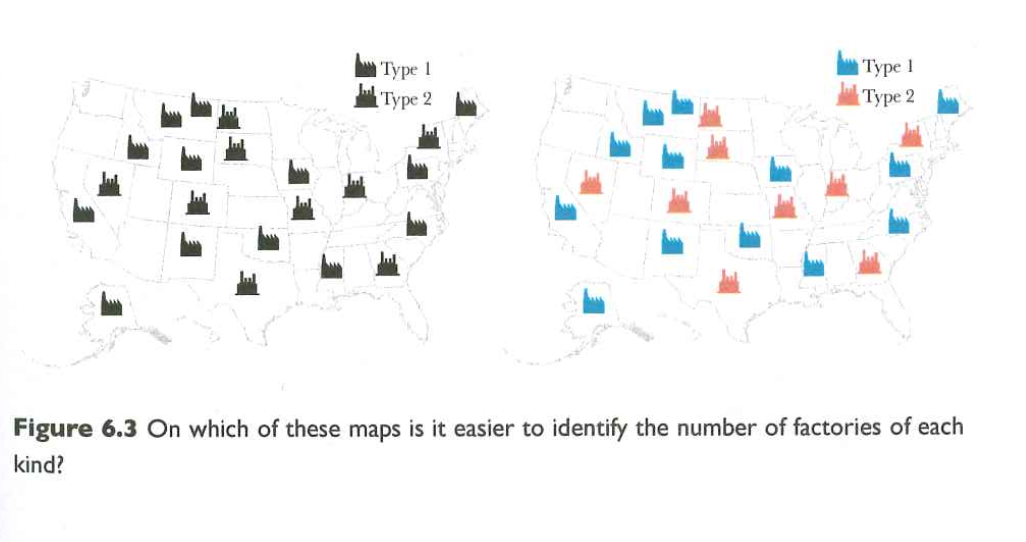 Type 1
Type 2
Type 1
Type 2
Figure 6.3 On which of these maps is it easier to identify the number of factories of each
kind?